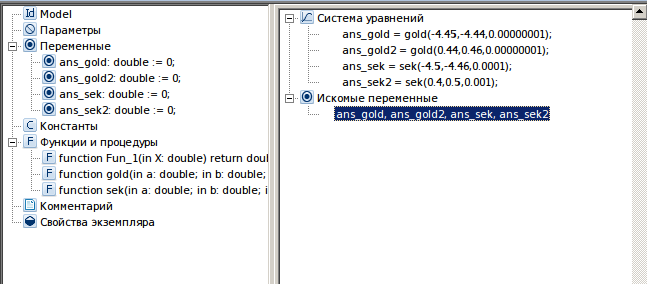 Id Model
Параметры
Переменные
ans_gold: double := 0;
ans_gold2: double := 0;
ans_sek: double := 0;
ans_sek2: double := 0;
C Константы
F Функции и процедуры
F function Fun_1(in X: double) return doul
F function gold(in a: double; in b: double;
F function sek(in a: double; in b: double; i
Комментарий
Свойства экземпляра
Система уравнений
ans_gold = gold(-4.45,-4.44,0.00000001);
ans_gold2 = gold(0.44,0.46,0.00000001);
ans_sek = sek(-4.5,-4.46,0.0001);
ans_sek2 = sek(0.4,0.5,0.001);
Искомые переменные
ans_gold, ans_gold2, ans_sek, ans_sek2